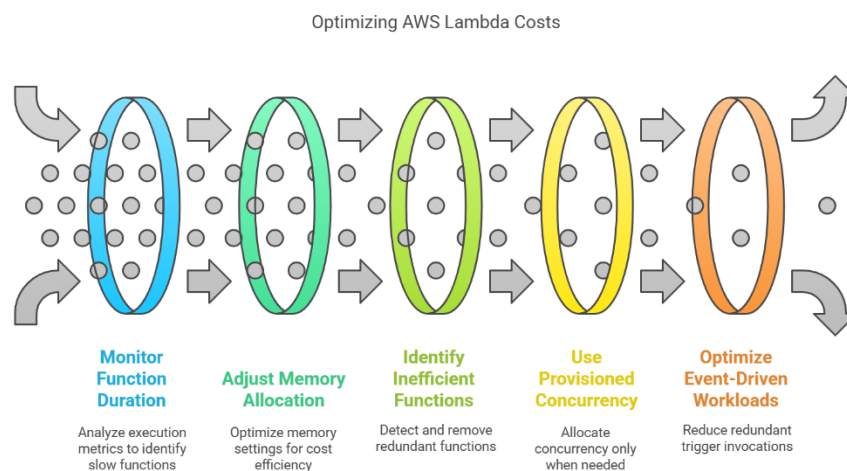 Optimizing AWS Lambda Costs
Monitor
Function
Duration
Analyze execution
metrics to identify
slow functions
Adjust Memory
Allocation
Optimize memory
settings for cost
efficiency
Identify
Inefficient
Functions
Detect and remove
redundant functions
Use
Provisioned
Concurrency
Allocate
concurrency only
when needed
Optimize
Event-Driven
Workloads
Reduce redundant
trigger invocations